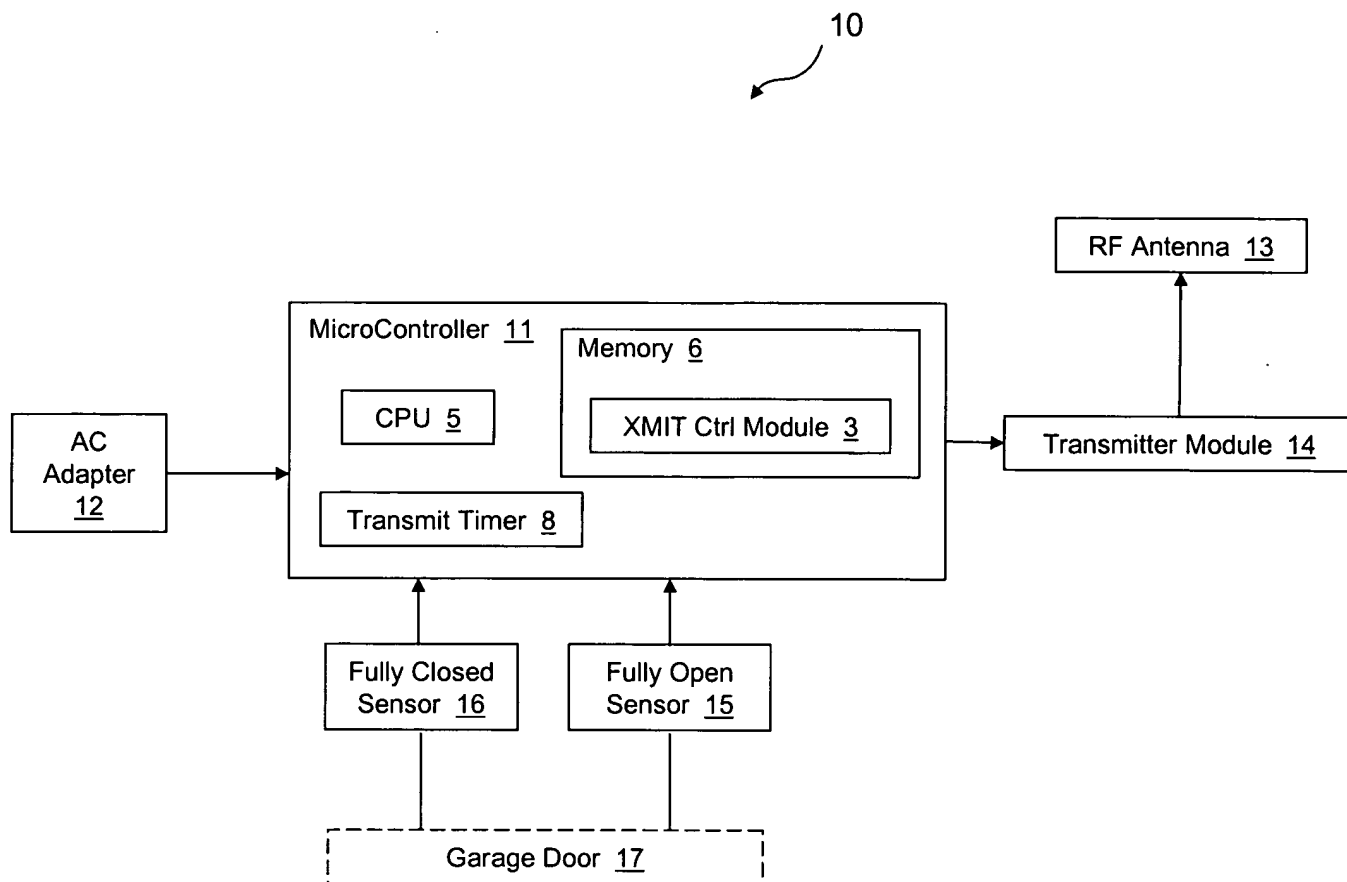 10
RF Antenna 13
MicroController 11
Memory 6
CPU 5
XMIT Ctrl Module 3
AC
Adapter
12
Transmitter Module 14
Transmit Timer 8
Fully Closed
Sensor 16
Fully Open
Sensor 15
Garage Door 17